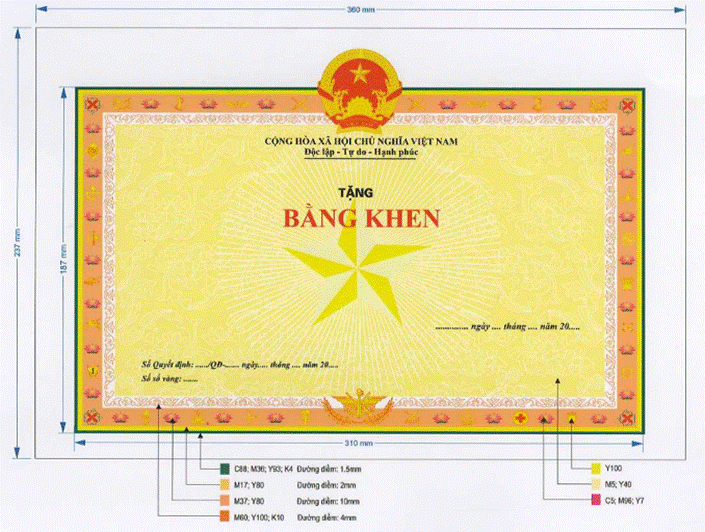 360 mm
CỘNG HÒA XÃ HỘI CHỦ NGHĨA VIỆT NAM
Độc lập - Tự do - Hạnh phúc
TẶNG
BẰNG KHEN
237 mm
187 mm
............. ngày .... tháng .... năm 20.....
Số Quyết định: ....../QĐ-....... ngày..... tháng .... năm 20.....
Số sổ vàng: .......
310 mm
C88; M36; Y93; K4 Đường diềm: 1.5mm
M17; Y80 Đường diềm: 2mm
M37; Y80 Đường diềm: 10mm
M60; Y100; K10 Đường diềm: 4mm
Y100
M5; Y40
C5; M96; Y7